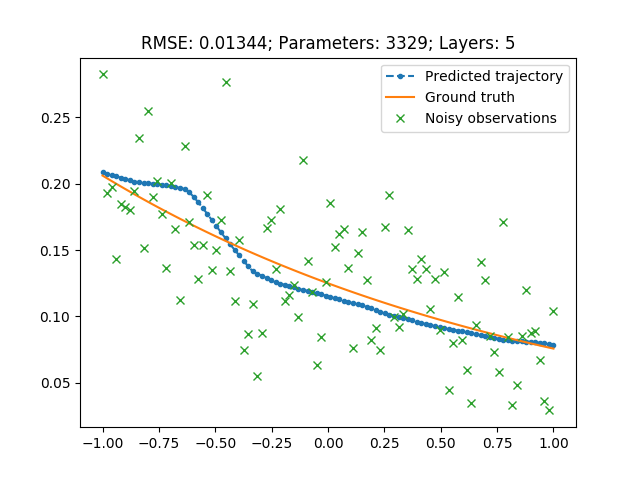 RMSE: 0.01344; Parameters: 3329; Layers: 5
Predicted trajectory
Ground truth
Noisy observations
0.25
0.20
0.15
0.10
0.05
−1.00 −0.75 −0.50 −0.25 0.00 0.25 0.50 0.75 1.00